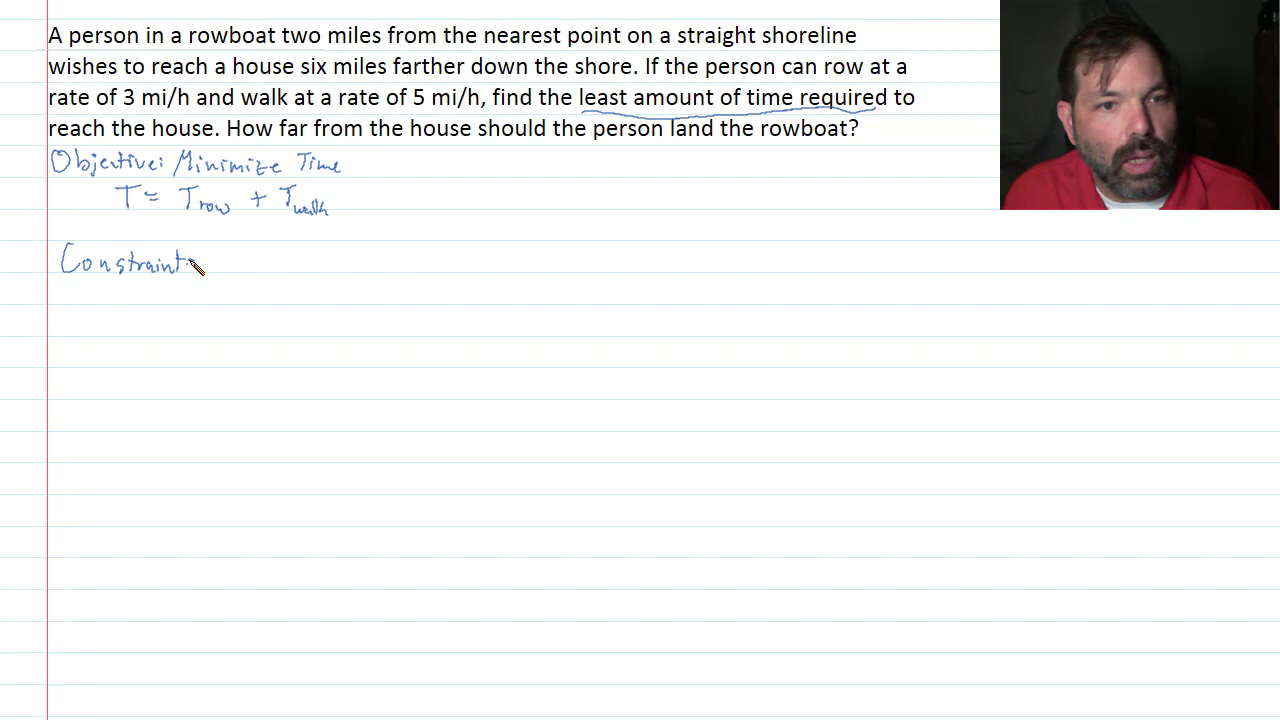 A person in a rowboat two miles from the nearest point on a straight shoreline
wishes to reach a house six miles farther down the shore. If the person can row at a
rate of 3 mi/h and walk at a rate of 5 mi/h, find the least amount of time required to
reach the house. How far from the house should the person land the rowboat?
Objective: Minimize Time
T = Trow + Twalk
Constraint